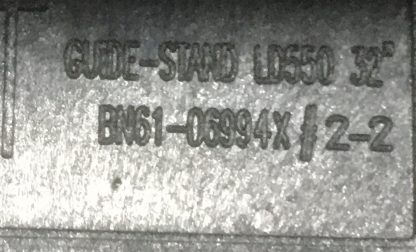 GUIDE-STAND LD550 32"
BN61-06994X # 2-2